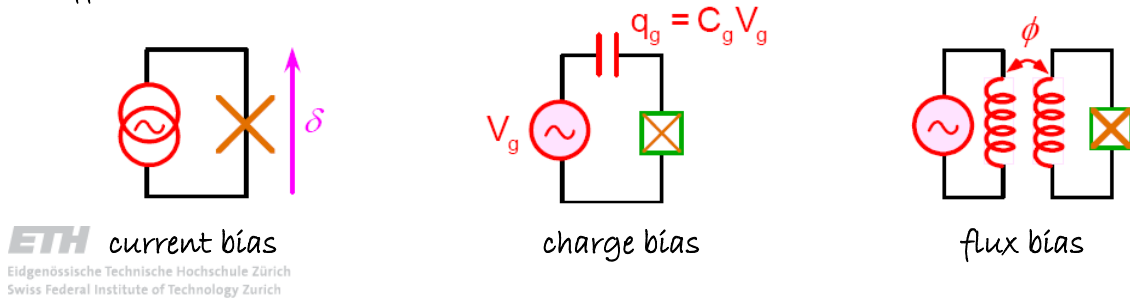 q_g = C_g V_g
ϕ
δ
V_g
current bias
charge bias
flux bias
ETH
Eidgenössische Technische Hochschule Zürich
Swiss Federal Institute of Technology Zurich